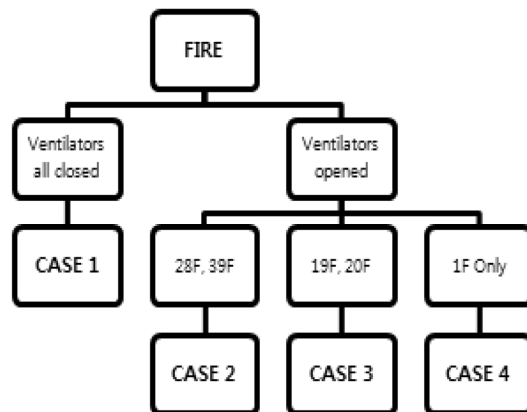 FIRE
Ventilators
all closed
Ventilators
opened
CASE 1
28F, 39F
19F, 20F
1F Only
CASE 2
CASE 3
CASE 4